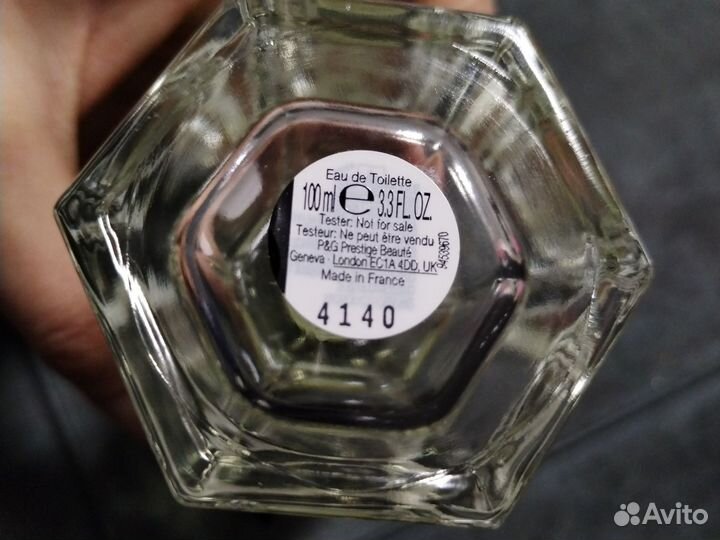 Eau de Toilette
100 ml e 3.3 FL. OZ.
Tester: Not for sale
Testeur: Ne peut être vendu
P&G Prestige Beauté
Geneva - London EC1A 4DD, UK
Made in France
4140
Avito